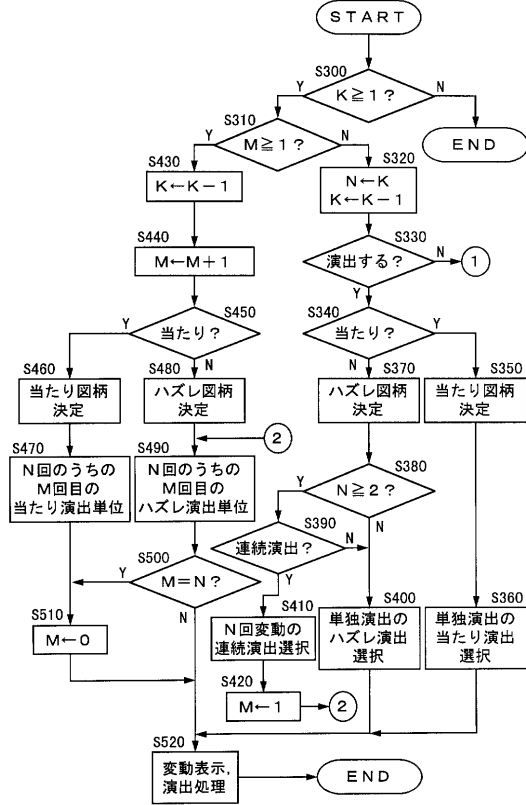 START
S300
K≧1？
Y
N
END
S310
M≧1？
Y
N
S430
K←K－1
S320
N←K
K←K－1
S440
M←M＋1
S330
演出する？
N
1
Y
S450
当たり？
Y
N
S340
当たり？
Y
N
S460
当たり図柄
決定
S480
ハズレ図柄
決定
S370
ハズレ図柄
決定
S350
当たり図柄
決定
2
S470
N回のうちの
M回目の
当たり演出単位
S490
N回のうちの
M回目の
ハズレ演出単位
S380
N≧2？
Y
N
S390
連続演出？
N
Y
S500
M＝N？
Y
N
S510
M←0
S410
N回変動の
連続演出選択
S400
単独演出の
ハズレ演出
選択
S360
単独演出の
当たり演出
選択
S420
M←1
2
S520
変動表示，
演出処理
END